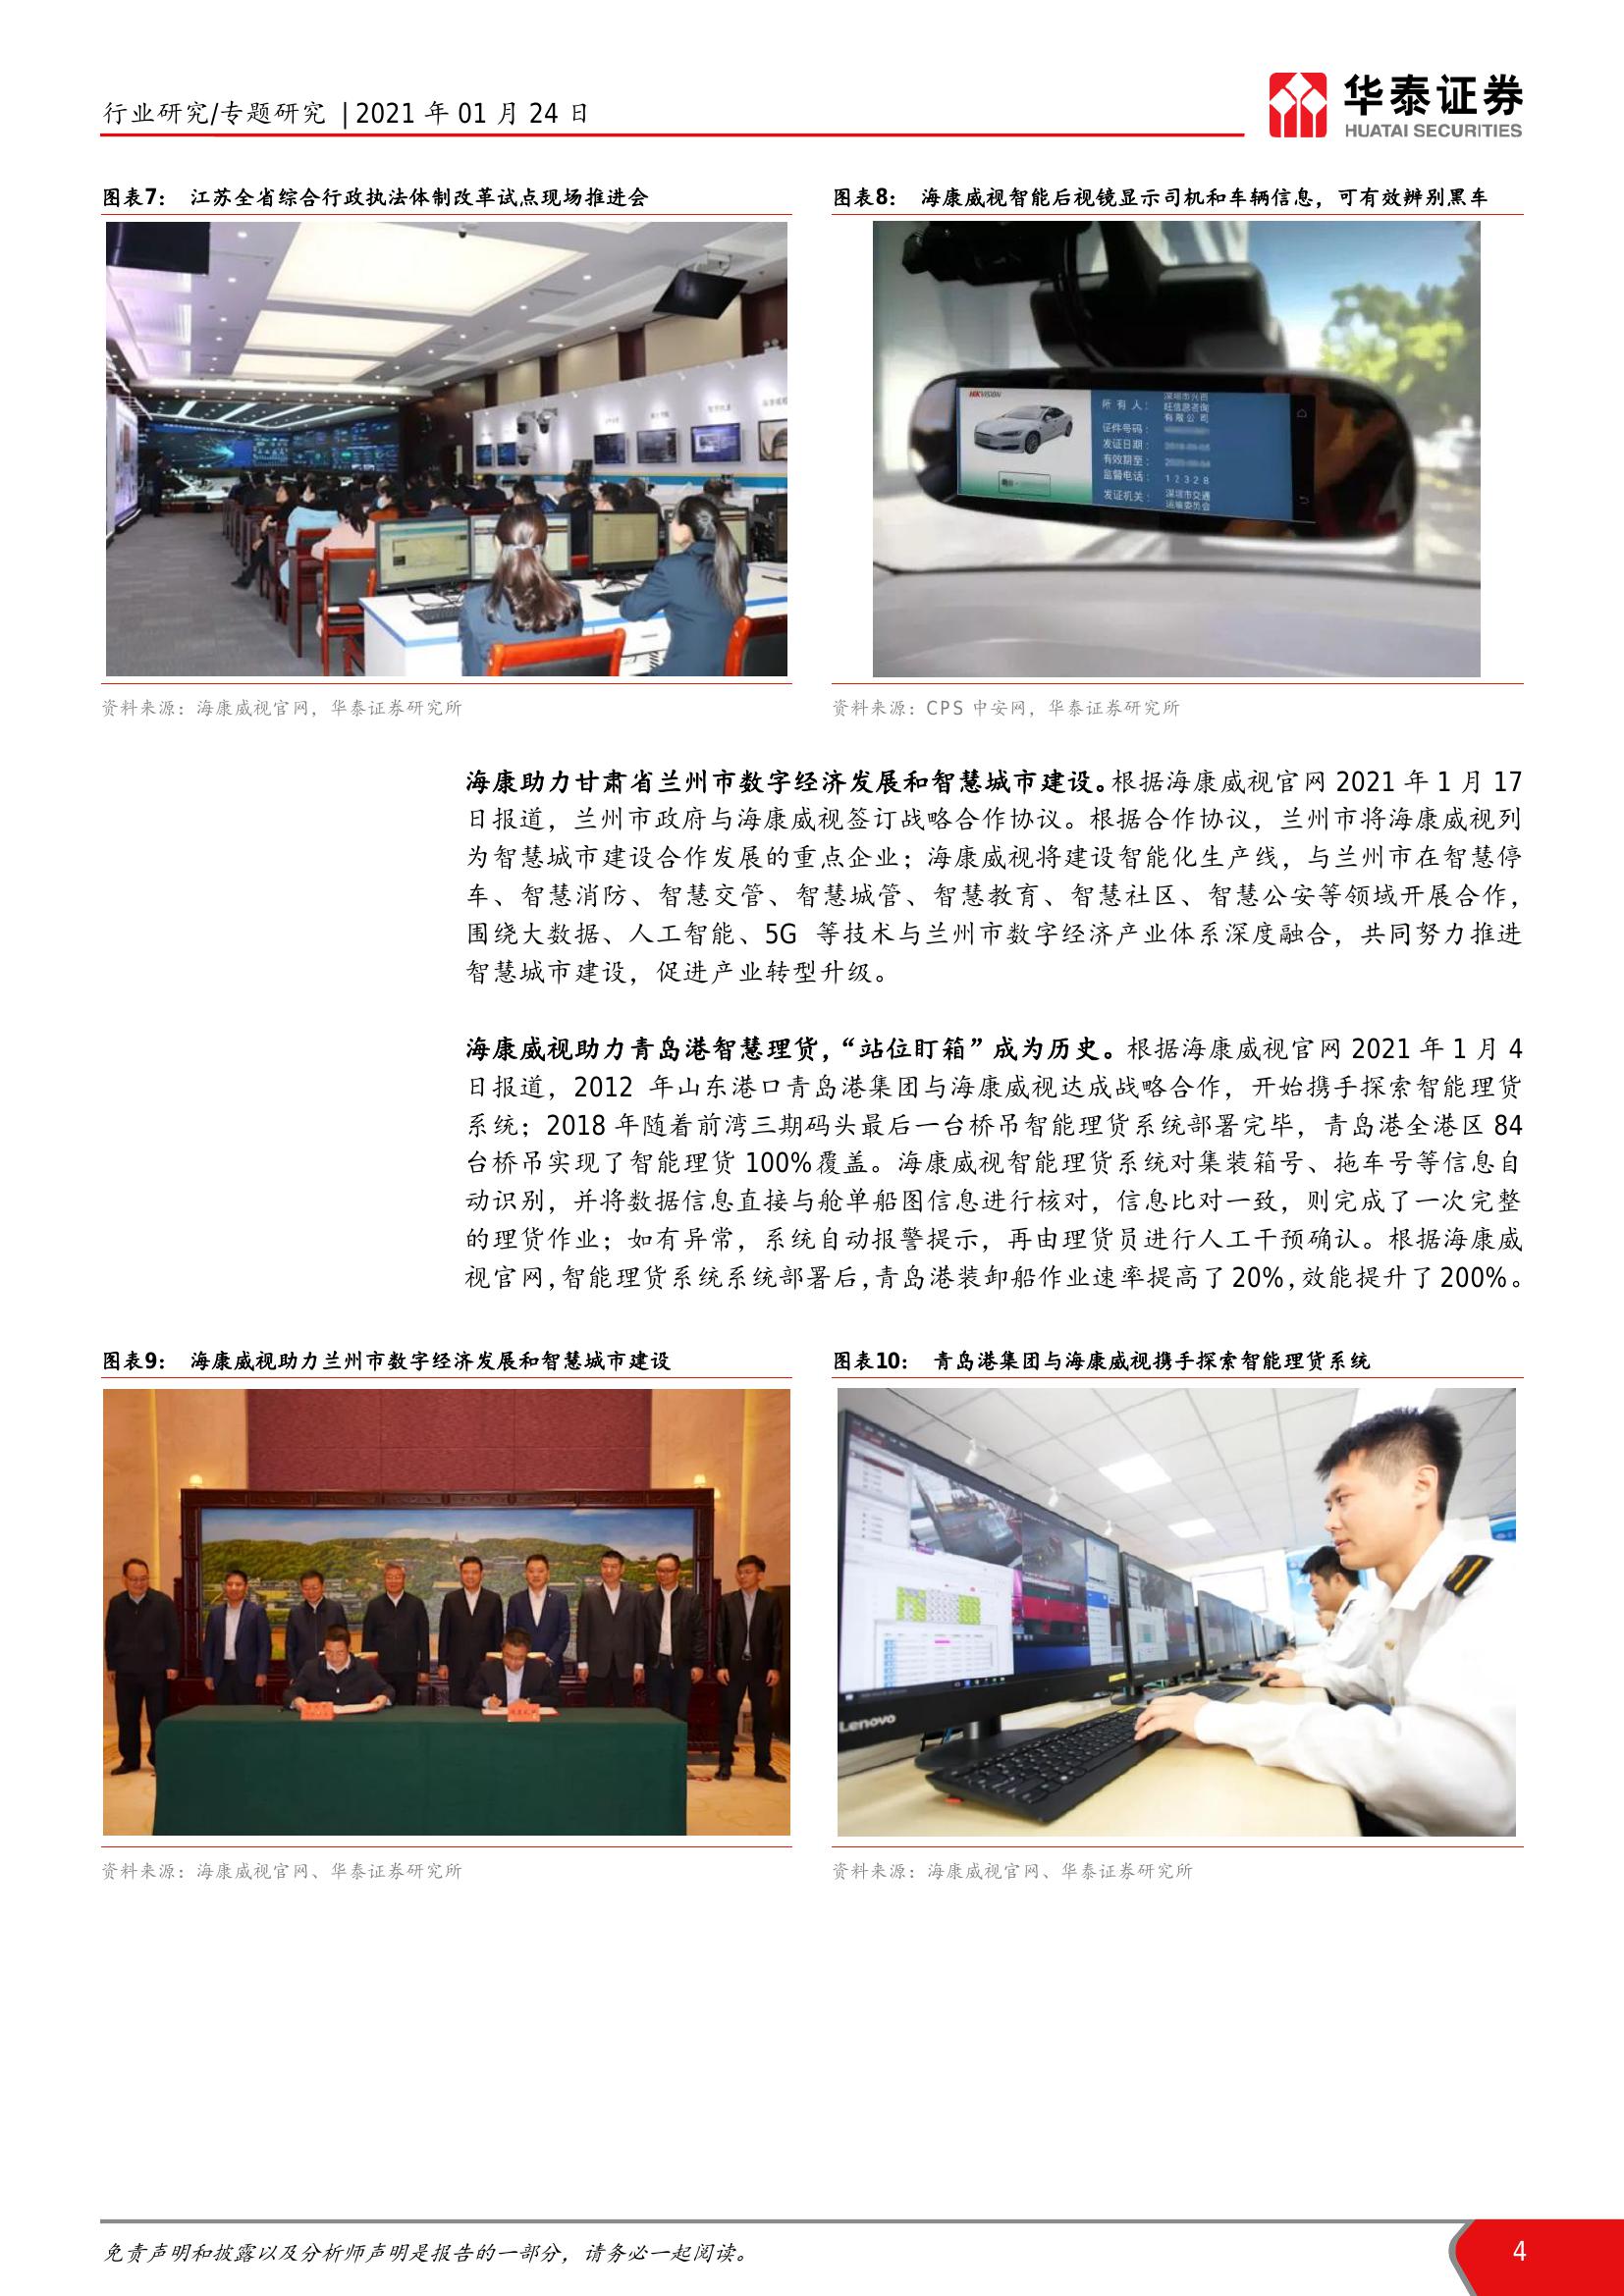 行业研究/专题研究 | 2021 年 01 月 24 日
华泰证券
HUATAI SECURITIES
图表7： 江苏全省综合行政执法体制改革试点现场推进会
图表8： 海康威视智能后视镜显示司机和车辆信息，可有效辨别黑车
HIKVISION
所有人：
有限公司
证件号码：
发证日期：
有效期至：
监督电话： 12328
发证机关： 深圳市交通
运输委员会
资料来源：海康威视官网，华泰证券研究所
资料来源：CPS 中安网，华泰证券研究所
海康助力甘肃省兰州市数字经济发展和智慧城市建设。根据海康威视官网 2021 年 1 月 17
日报道，兰州市政府与海康威视签订战略合作协议。根据合作协议，兰州市将海康威视列
为智慧城市建设合作发展的重点企业；海康威视将建设智能化生产线，与兰州市在智慧停
车、智慧消防、智慧交管、智慧城管、智慧教育、智慧社区、智慧公安等领域开展合作，
围绕大数据、人工智能、5G 等技术与兰州市数字经济产业体系深度融合，共同努力推进
智慧城市建设，促进产业转型升级。
海康威视助力青岛港智慧理货，“站位盯箱”成为历史。根据海康威视官网 2021 年 1 月 4
日报道，2012 年山东港口青岛港集团与海康威视达成战略合作，开始携手探索智能理货
系统；2018 年随着前湾三期码头最后一台桥吊智能理货系统部署完毕，青岛港全港区 84
台桥吊实现了智能理货 100%覆盖。海康威视智能理货系统对集装箱号、拖车号等信息自
动识别，并将数据信息直接与舱单船图信息进行核对，信息比对一致，则完成了一次完整
的理货作业；如有异常，系统自动报警提示，再由理货员进行人工干预确认。根据海康威
视官网，智能理货系统系统部署后，青岛港装卸船作业速率提高了 20%，效能提升了 200%。
图表9： 海康威视助力兰州市数字经济发展和智慧城市建设
图表10： 青岛港集团与海康威视携手探索智能理货系统
Lenovo
资料来源：海康威视官网、华泰证券研究所
资料来源：海康威视官网、华泰证券研究所
免责声明和披露以及分析师声明是报告的一部分，请务必一起阅读。
4